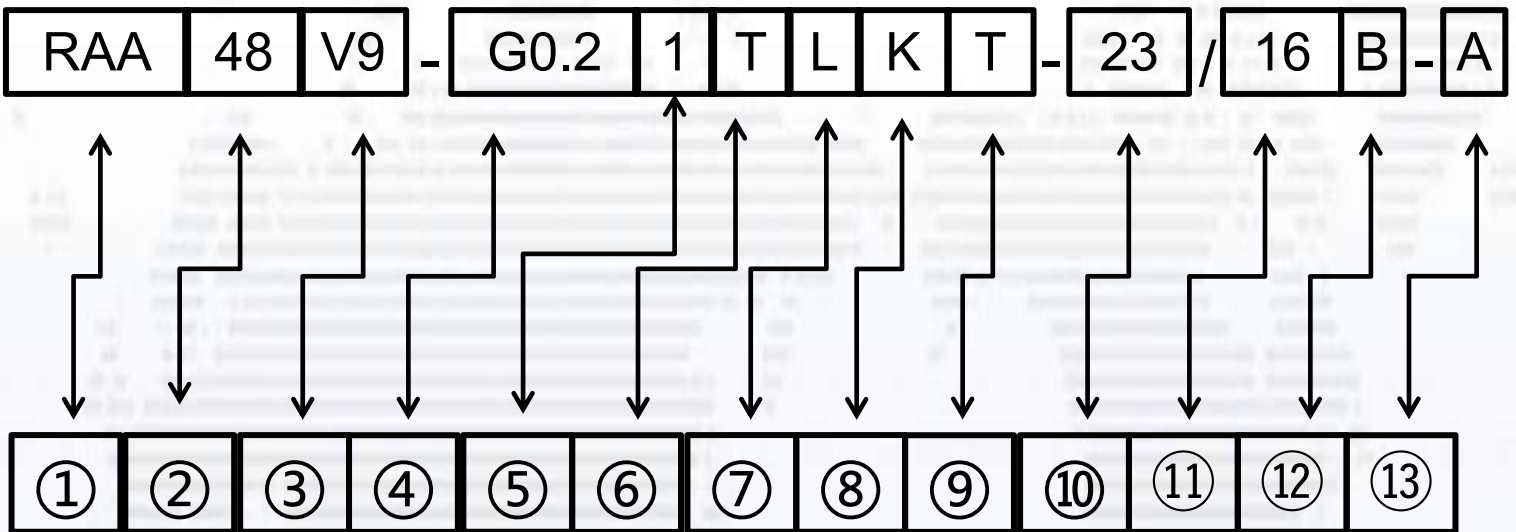 RAA 48 V9 - G0.2 1 T L K T - 23 / 16 B - A
① ② ③ ④ ⑤ ⑥ ⑦ ⑧ ⑨ ⑩ ⑪ ⑫ ⑬